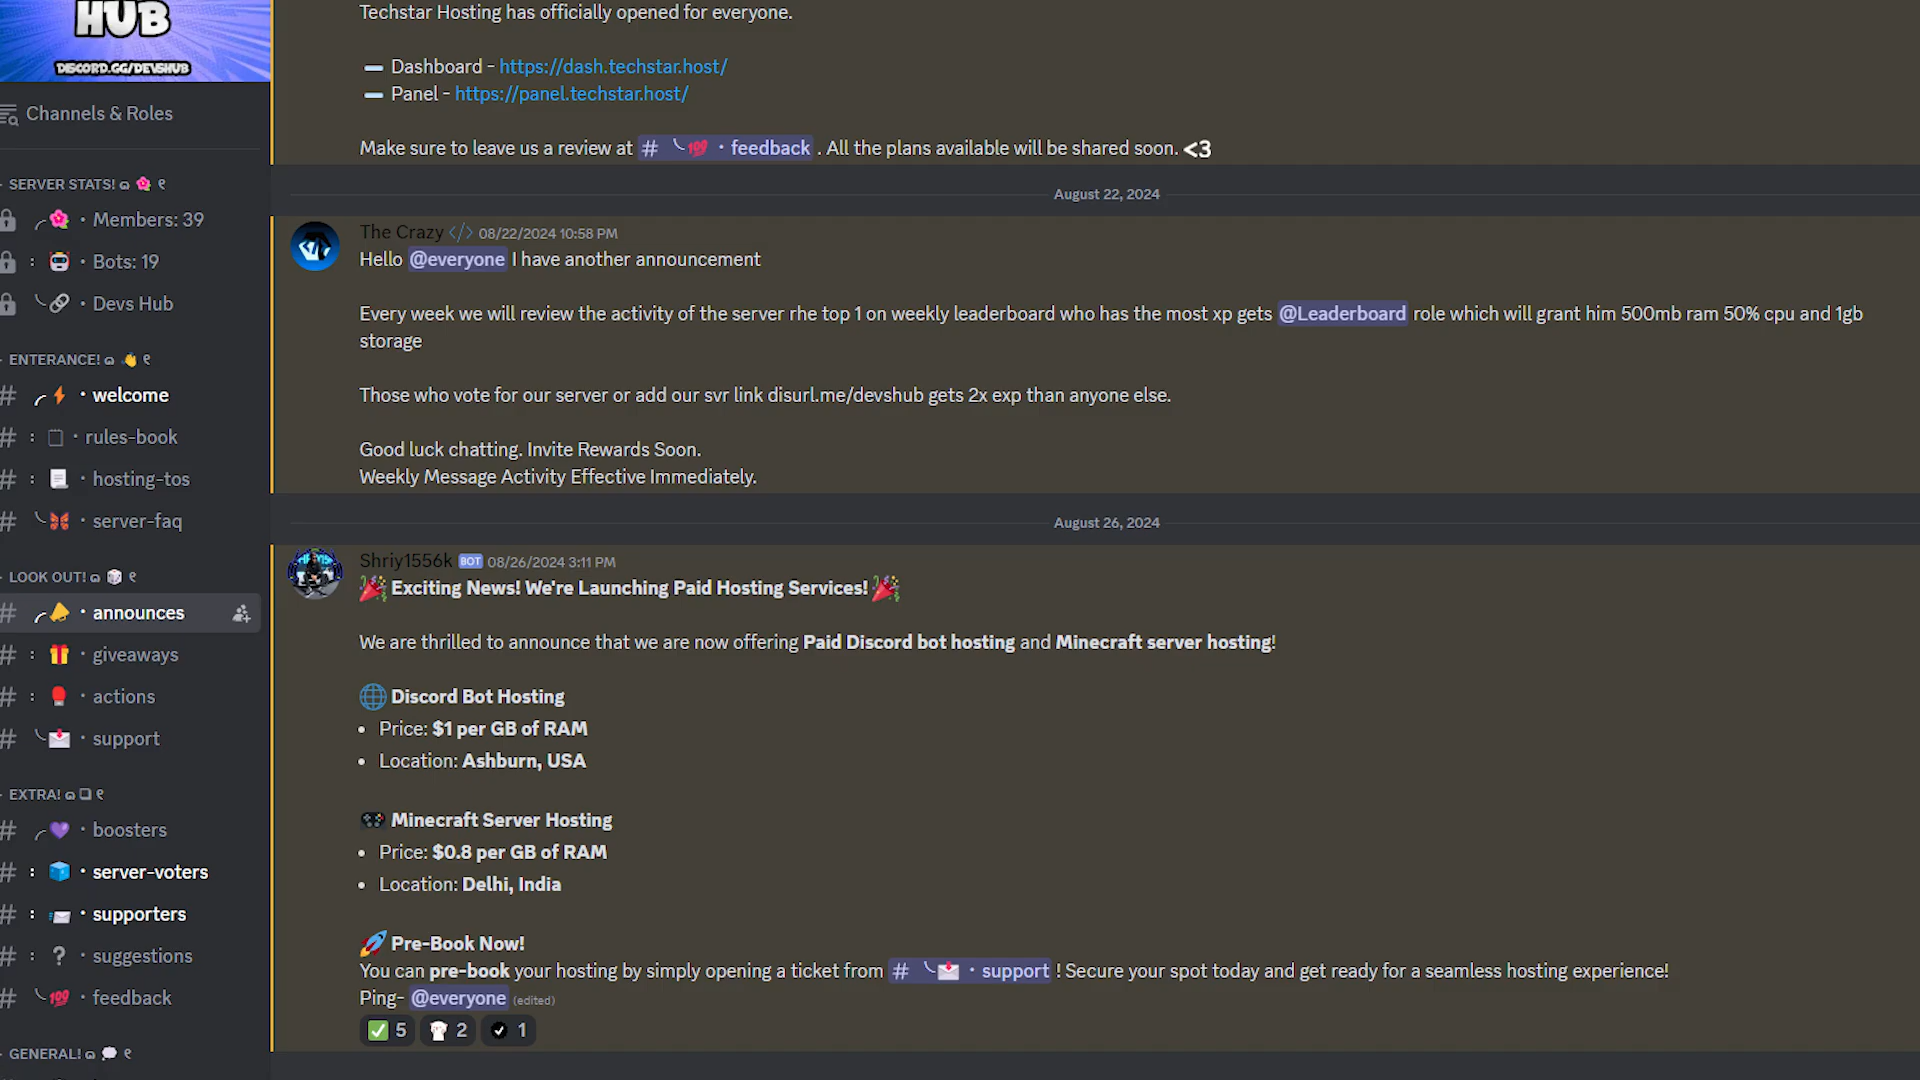 HUB
DISCORD.GG/DEVSHUB
Channels & Roles
SERVER STATS!
Members: 39
Bots: 19
Devs Hub
ENTERANCE!
welcome
rules-book
hosting-tos
server-faq
LOOK OUT!
announces
giveaways
actions
support
EXTRA!
boosters
server-voters
supporters
suggestions
feedback
GENERAL!
Techstar Hosting has officially opened for everyone.
Dashboard - https://dash.techstar.host/
Panel - https://panel.techstar.host/
Make sure to leave us a review at # 💯 · feedback . All the plans available will be shared soon. <3
August 22, 2024
The Crazy </> 08/22/2024 10:58 PM
Hello @everyone I have another announcement
Every week we will review the activity of the server rhe top 1 on weekly leaderboard who has the most xp gets @Leaderboard role which will grant him 500mb ram 50% cpu and 1gb
storage
Those who vote for our server or add our svr link disurl.me/devshub gets 2x exp than anyone else.
Good luck chatting. Invite Rewards Soon.
Weekly Message Activity Effective Immediately.
August 26, 2024
Shriy1556k BOT 08/26/2024 3:11 PM
🎉 Exciting News! We're Launching Paid Hosting Services! 🎉
We are thrilled to announce that we are now offering Paid Discord bot hosting and Minecraft server hosting!
🌐 Discord Bot Hosting
• Price: $1 per GB of RAM
• Location: Ashburn, USA
🎮 Minecraft Server Hosting
• Price: $0.8 per GB of RAM
• Location: Delhi, India
🚀 Pre-Book Now!
You can pre-book your hosting by simply opening a ticket from # 📩 · support ! Secure your spot today and get ready for a seamless hosting experience!
Ping- @everyone (edited)
✅ 5 2 1